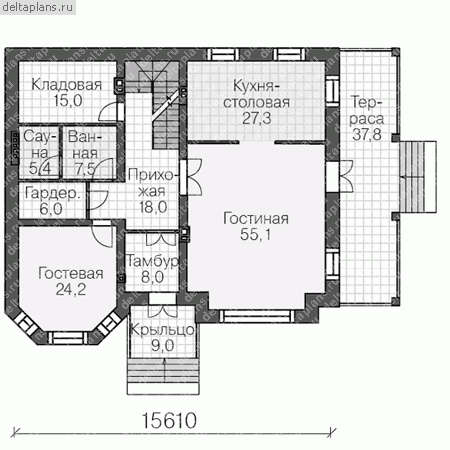 deltaplans.ru
Кладовая
15,0
Кухня-
столовая
27,3
Тер-
раса
37,8
Сау-
на
5,4
Ван-
ная
7,5
Гардер.
6,0
Прихо-
жая
18,0
Гостиная
55,1
Гостевая
24,2
Тамбур
8,0
Крыльцо
9,0
15610